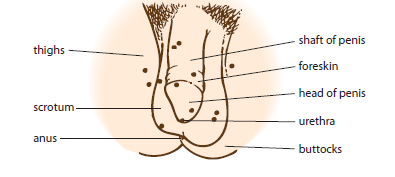 thighs
scrotum
anus
shaft of penis
foreskin
head of penis
urethra
buttocks